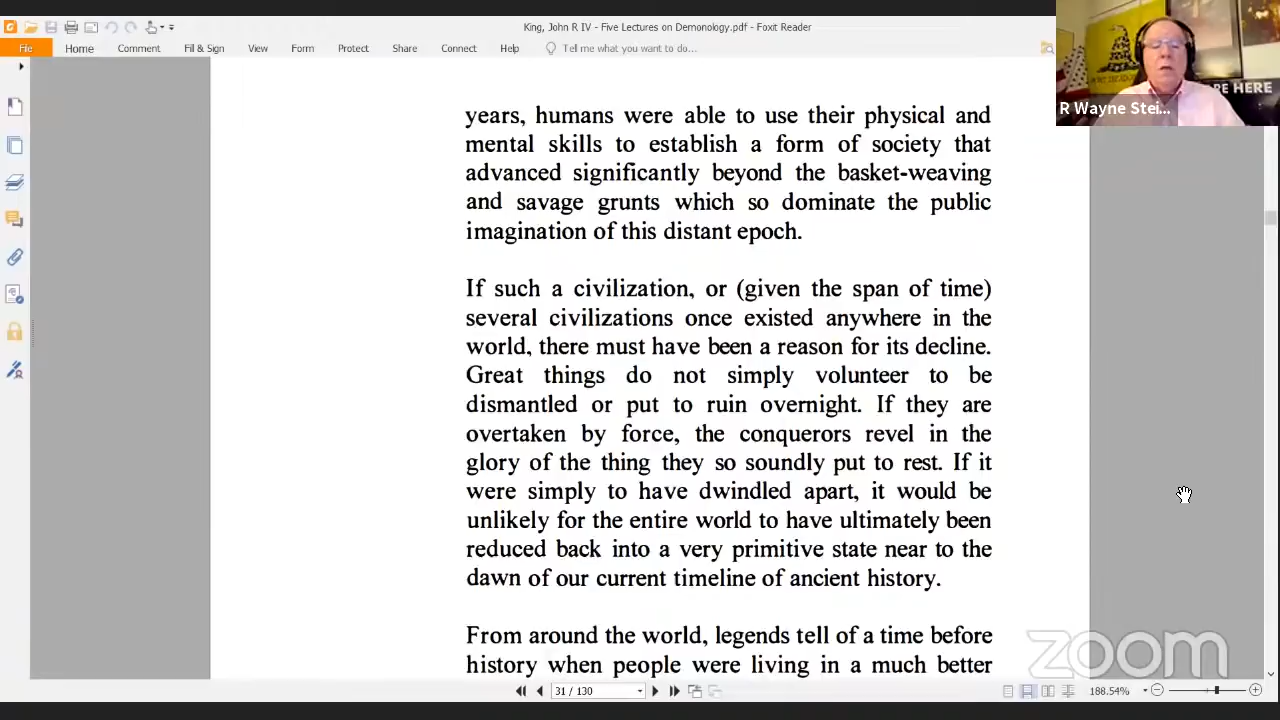 King, John R IV - Five Lectures on Demonology.pdf - Foxit Reader
File Home Comment Fill & Sign View Form Protect Share Connect Help Tell me what you want to do...
R Wayne Stei...
years, humans were able to use their physical and
mental skills to establish a form of society that
advanced significantly beyond the basket-weaving
and savage grunts which so dominate the public
imagination of this distant epoch.
If such a civilization, or (given the span of time)
several civilizations once existed anywhere in the
world, there must have been a reason for its decline.
Great things do not simply volunteer to be
dismantled or put to ruin overnight. If they are
overtaken by force, the conquerors revel in the
glory of the thing they so soundly put to rest. If it
were simply to have dwindled apart, it would be
unlikely for the entire world to have ultimately been
reduced back into a very primitive state near to the
dawn of our current timeline of ancient history.
From around the world, legends tell of a time before
history when people were living in a much better
zoom
31 / 130
188.54%